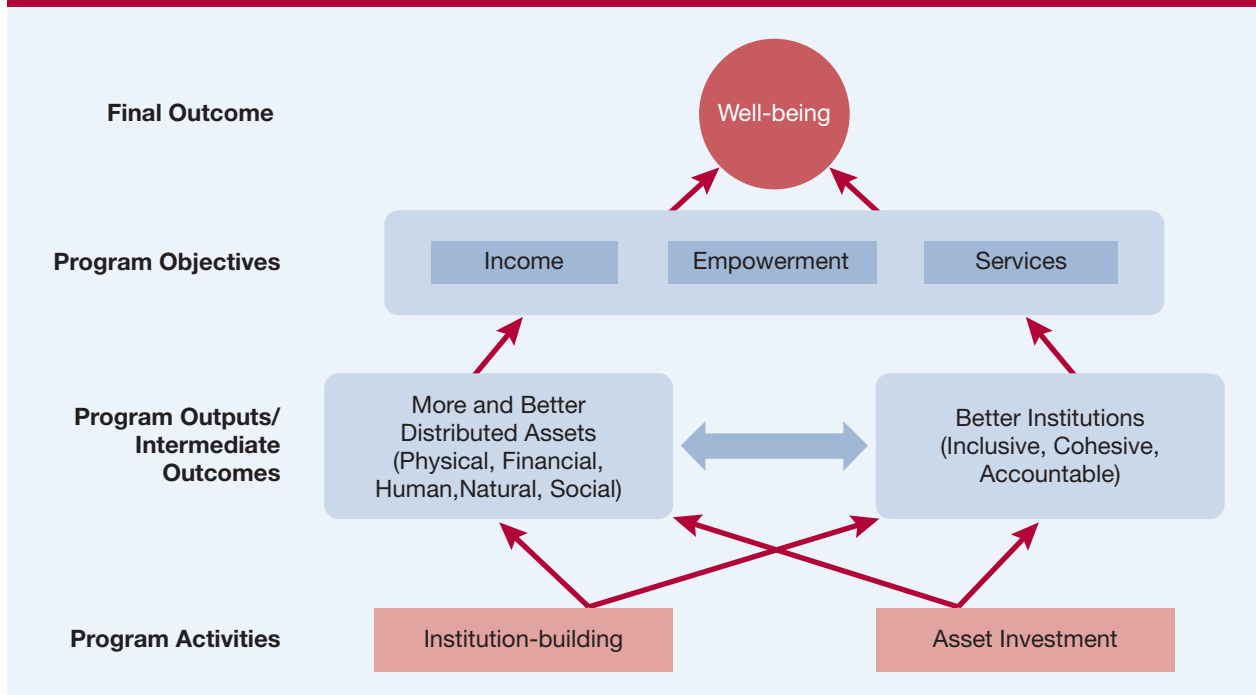 Final Outcome
Well-being
Program Objectives
Income
Empowerment
Services
Program Outputs/
Intermediate
Outcomes
More and Better
Distributed Assets
(Physical, Financial,
Human,Natural, Social)
Better Institutions
(Inclusive, Cohesive,
Accountable)
Program Activities
Institution-building
Asset Investment